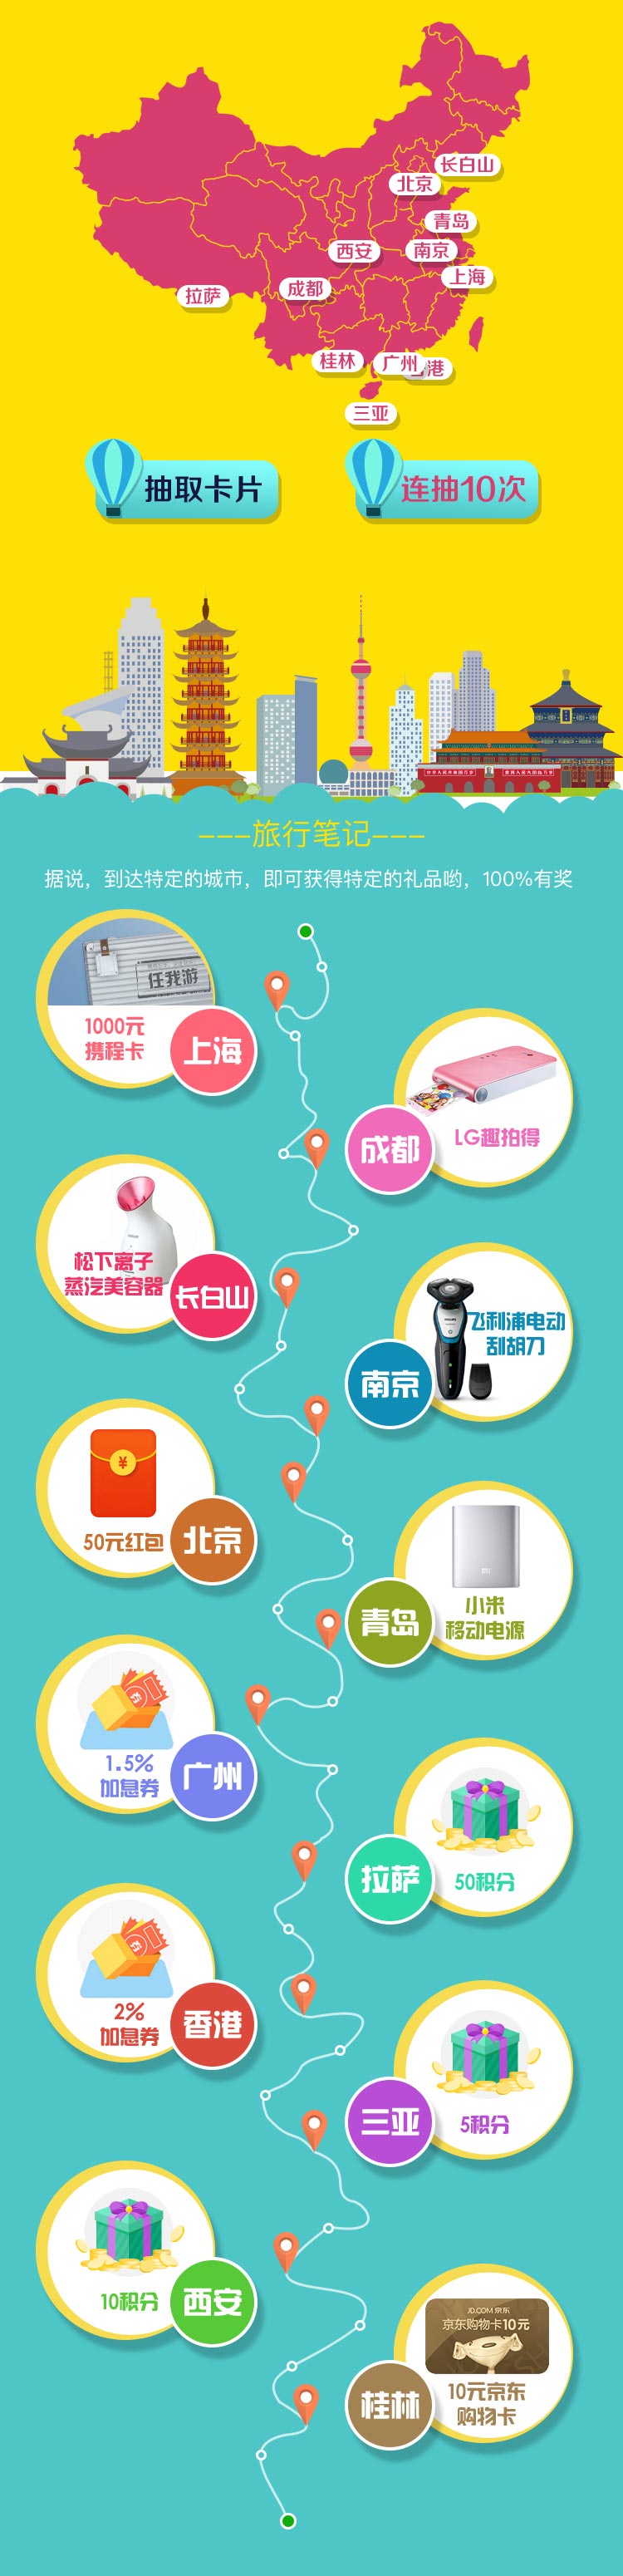 长白山
北京
青岛
西安
南京
上海
成都
拉萨
桂林
广州
港
三亚
抽取卡片
连抽10次
---旅行笔记---
据说，到达特定的城市，即可获得特定的礼品哟，100%有奖
任我游
1000元
携程卡
上海
LG趣拍得
成都
松下离子
蒸汽美容器
长白山
飞利浦电动
刮胡刀
南京
50元红包
北京
小米
移动电源
青岛
1.5%
加息券
广州
50积分
拉萨
2%
加息券
香港
5积分
三亚
10积分
西安
JD.COM 京东
京东购物卡10元
10元京东
购物卡
桂林